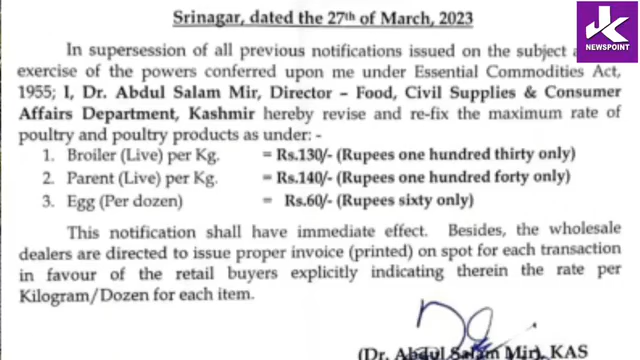 Srinagar, dated the 27th of March, 2023
JK
NEWSPOINT
In supersession of all previous notifications issued on the subject
exercise of the powers conferred upon me under Essential Commodities Act,
1955; I, Dr. Abdul Salam Mir, Director – Food, Civil Supplies & Consumer
Affairs Department, Kashmir hereby revise and re-fix the maximum rate of
poultry and poultry products as under: -
1. Broiler (Live) per Kg. = Rs.130/- (Rupees one hundred thirty only)
2. Parent (Live) per Kg. = Rs.140/- (Rupees one hundred forty only)
3. Egg (Per dozen) = Rs.60/- (Rupees sixty only)
This notification shall have immediate effect. Besides, the wholesale
dealers are directed to issue proper invoice (printed) on spot for each transaction
in favour of the retail buyers explicitly indicating therein the rate per
Kilogram/Dozen for each item.
(Dr. Abdul Salam Mir), KAS